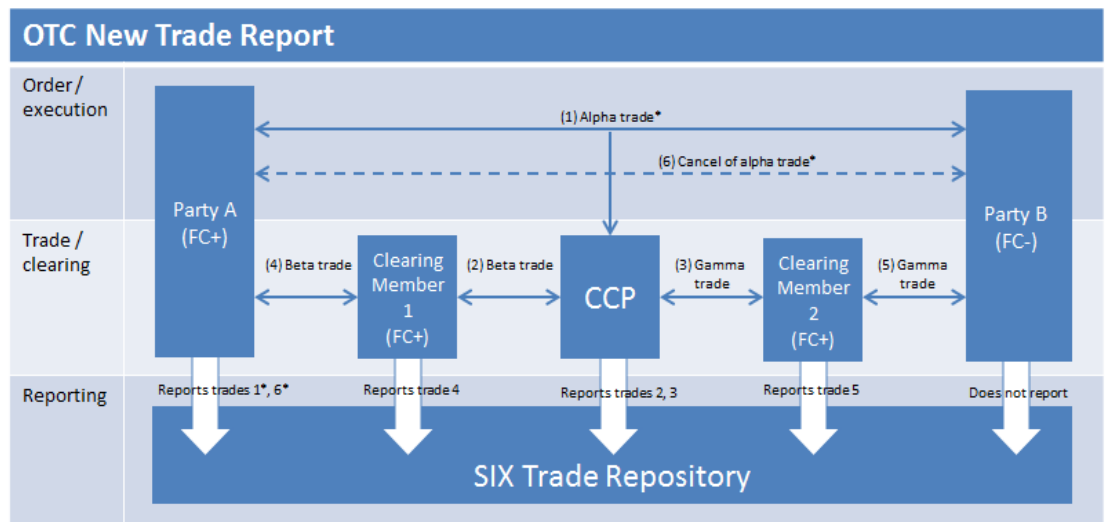 OTC New Trade Report
Order /
execution
(1) Alpha trade*
(6) Cancel of alpha trade*
Party A
(FC+)
Party B
(FC-)
Trade /
clearing
(4) Beta trade
Clearing
Member
1
(FC+)
(2) Beta trade
CCP
(3) Gamma
trade
Clearing
Member
2
(FC+)
(5) Gamma
trade
Reporting
Reports trades 1*, 6*
Reports trade 4
Reports trades 2, 3
Reports trade 5
Does not report
SIX Trade Repository